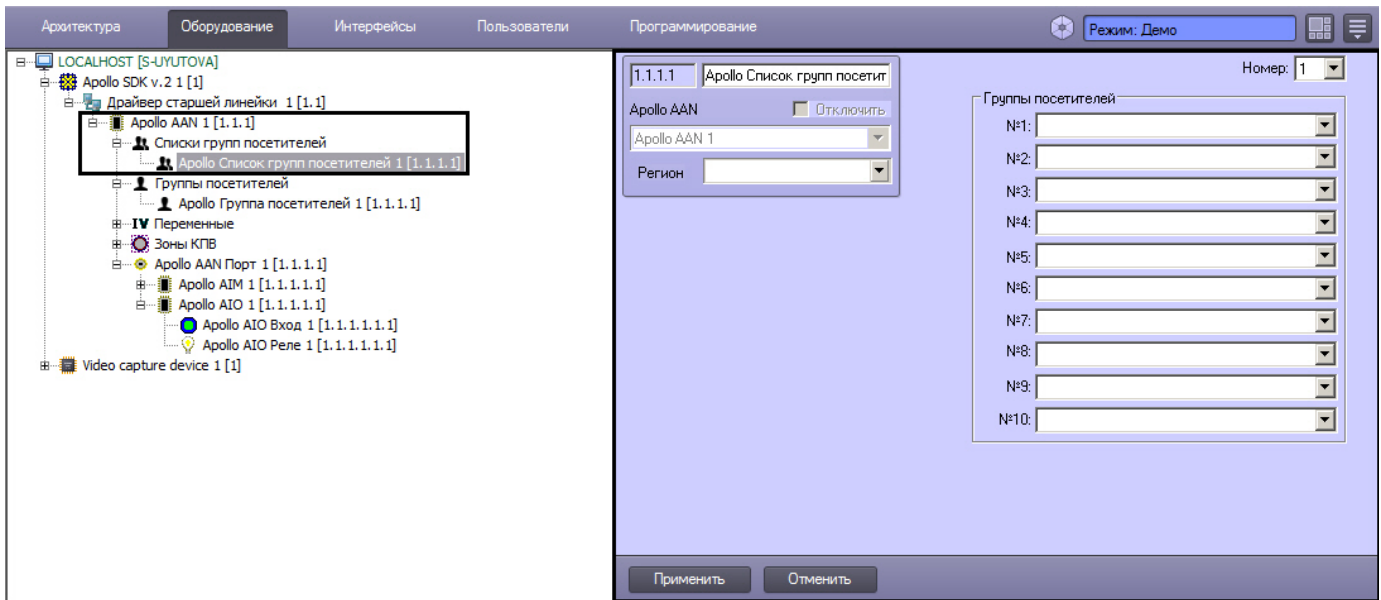 Архитектура Оборудование Интерфейсы Пользователи Программирование Режим: Демо
LOCALHOST [S-UYUTOVA]
Apollo SDK v.2 1 [1]
Драйвер старшей линейки 1 [1.1]
Apollo AAN 1 [1.1.1]
Списки групп посетителей
Apollo Список групп посетителей 1 [1.1.1.1]
Группы посетителей
Apollo Группа посетителей 1 [1.1.1.1]
IV Переменные
Зоны КПВ
Apollo AAN Порт 1 [1.1.1.1]
Apollo AIM 1 [1.1.1.1.1]
Apollo AIO 1 [1.1.1.1.1]
Apollo AIO Вход 1 [1.1.1.1.1.1]
Apollo AIO Реле 1 [1.1.1.1.1.1]
Video capture device 1 [1]
1.1.1.1 Apollo Список групп посетит
Apollo AAN Отключить
Apollo AAN 1
Регион
Номер: 1
Группы посетителей
№1:
№2:
№3:
№4:
№5:
№6:
№7:
№8:
№9:
№10:
Применить Отменить